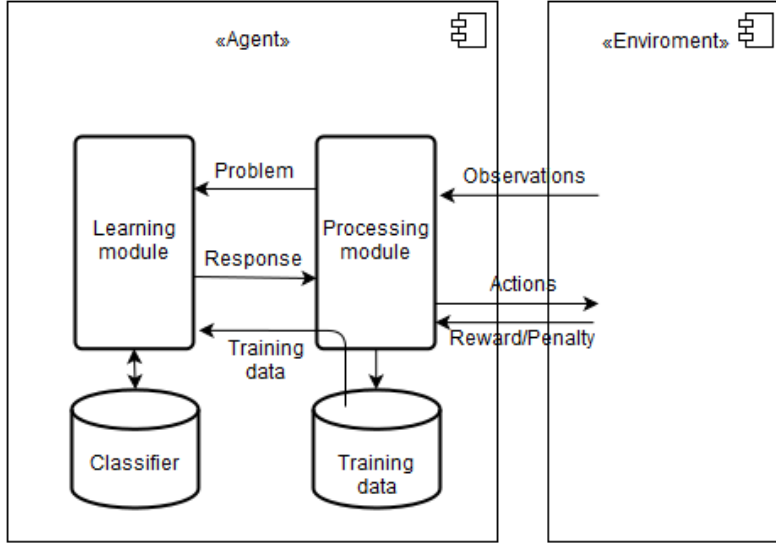 «Agent»
«Enviroment»
Problem
Observations
Learning
module
Processing
module
Response
Actions
Training
data
Reward/Penalty
Classifier
Training
data